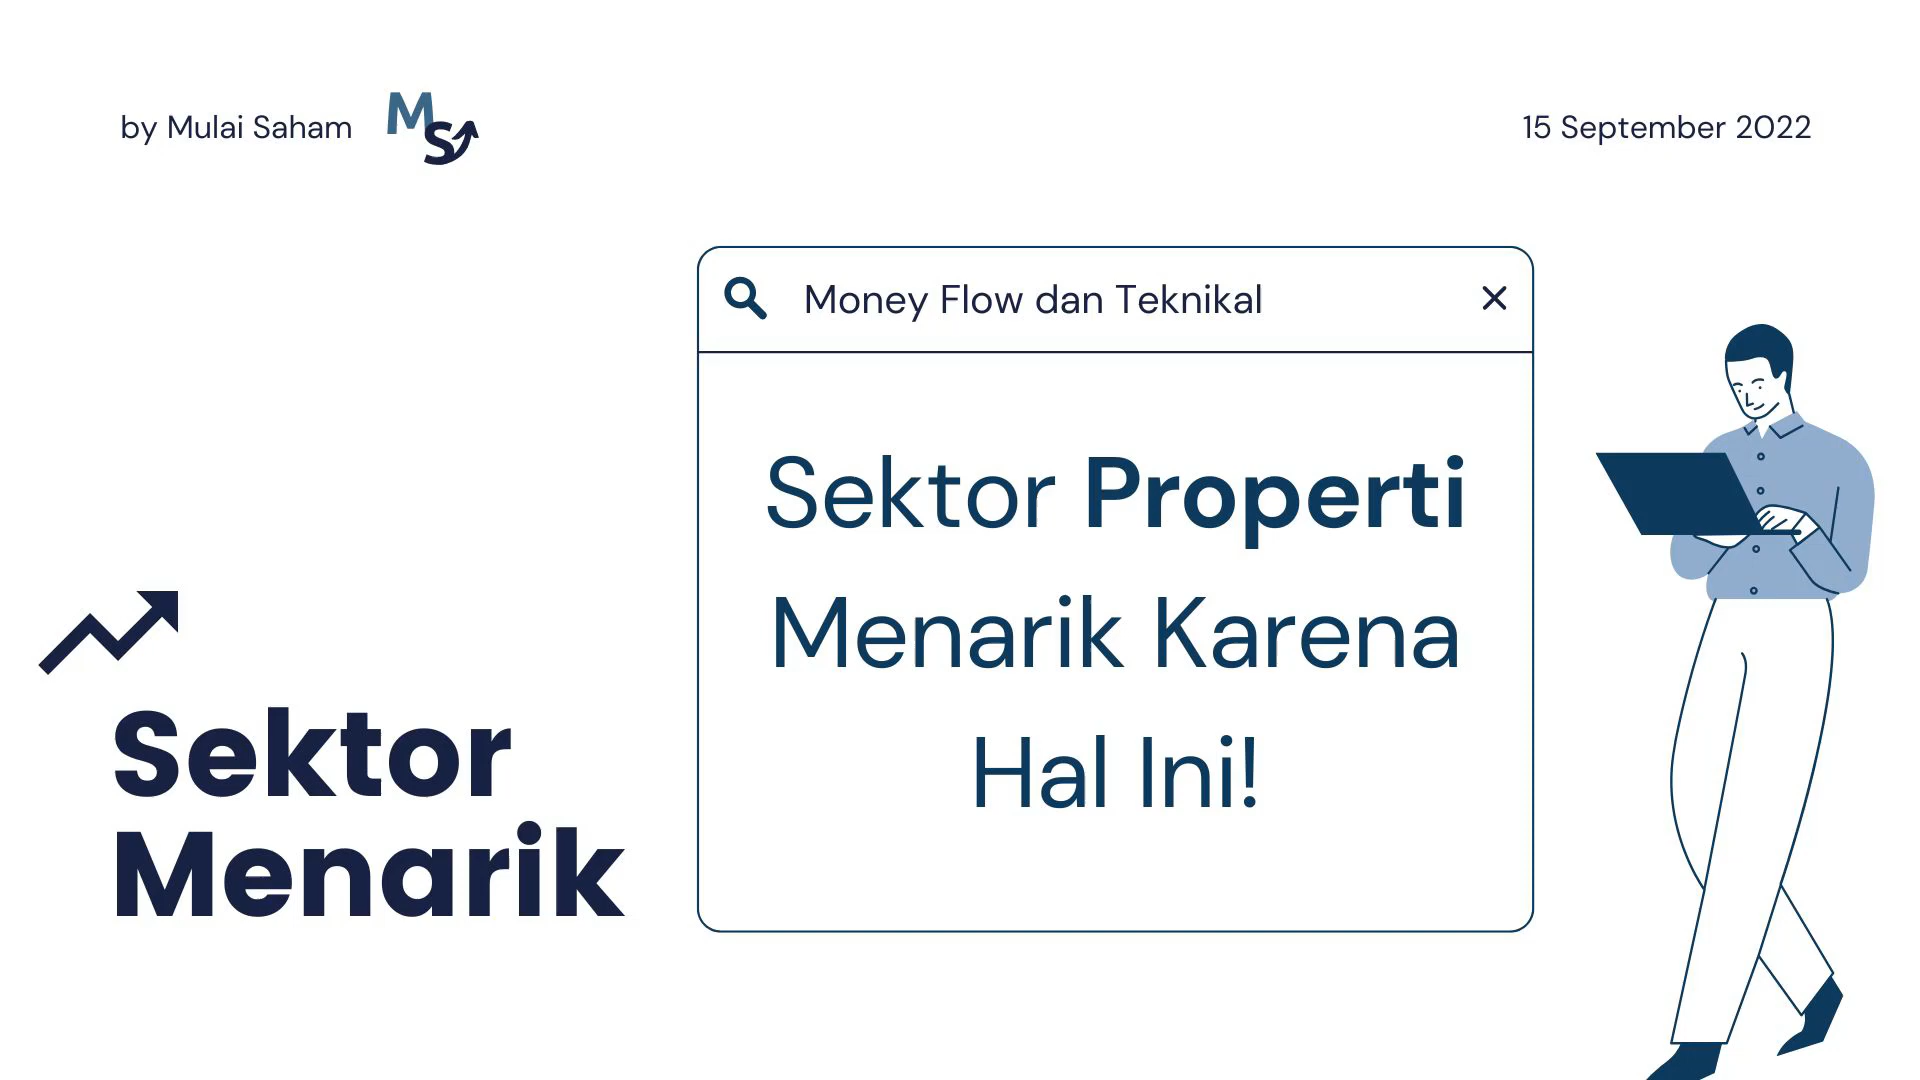 by Mulai Saham
MS
15 September 2022
Money Flow dan Teknikal
Sektor Properti
Menarik Karena
Hal Ini!
Sektor
Menarik